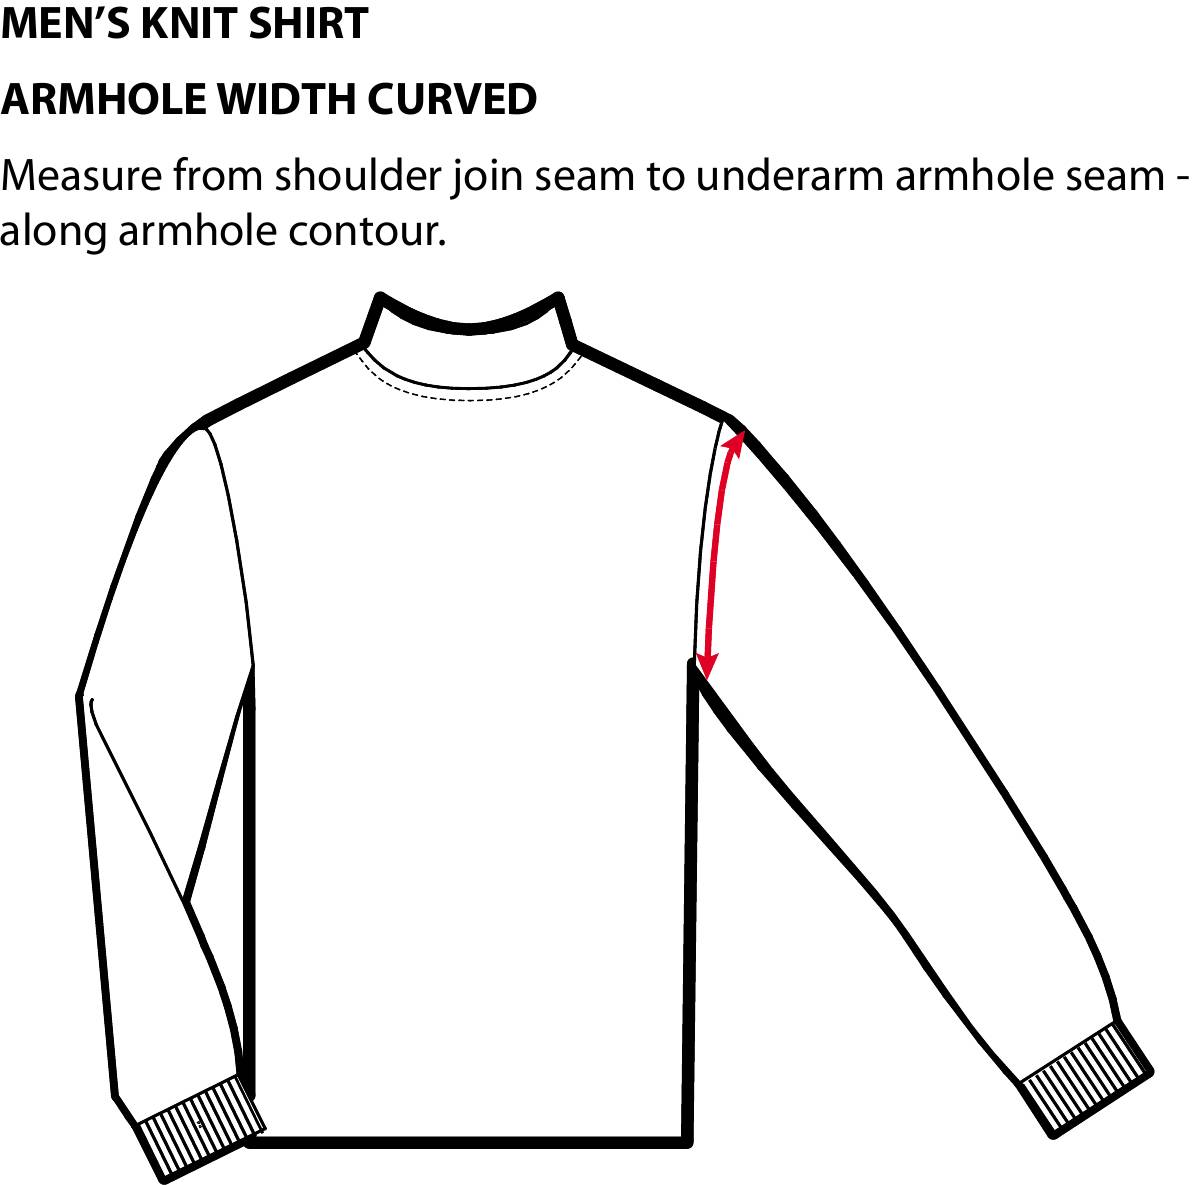 MEN’S KNIT SHIRT
ARMHOLE WIDTH CURVED
Measure from shoulder join seam to underarm armhole seam -
along armhole contour.